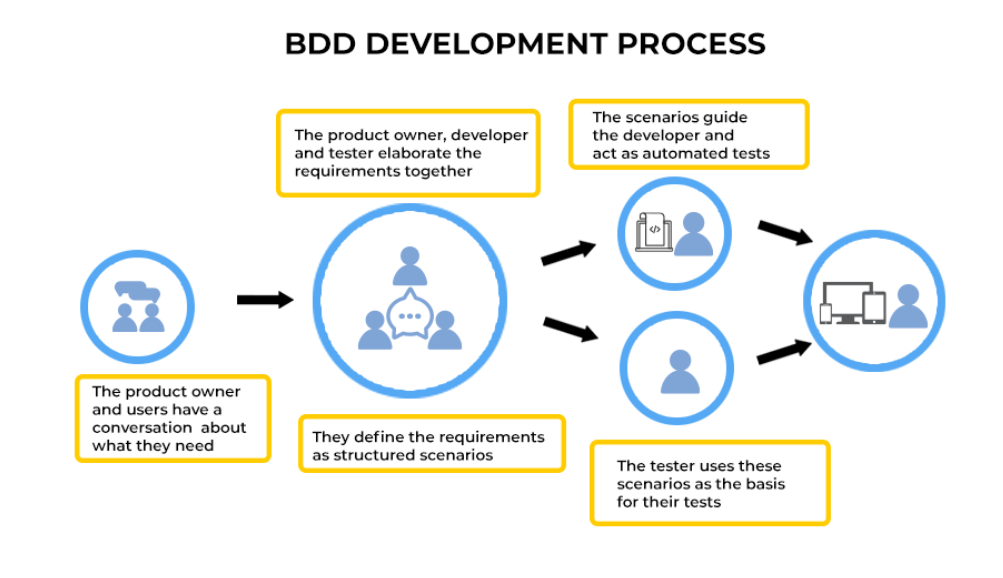 BDD DEVELOPMENT PROCESS
The product owner
and users have a
conversation about
what they need
The product owner, developer
and tester elaborate the
requirements together
They define the requirements
as structured scenarios
The scenarios guide
the developer and
act as automated tests
</>
The tester uses these
scenarios as the basis
for their tests